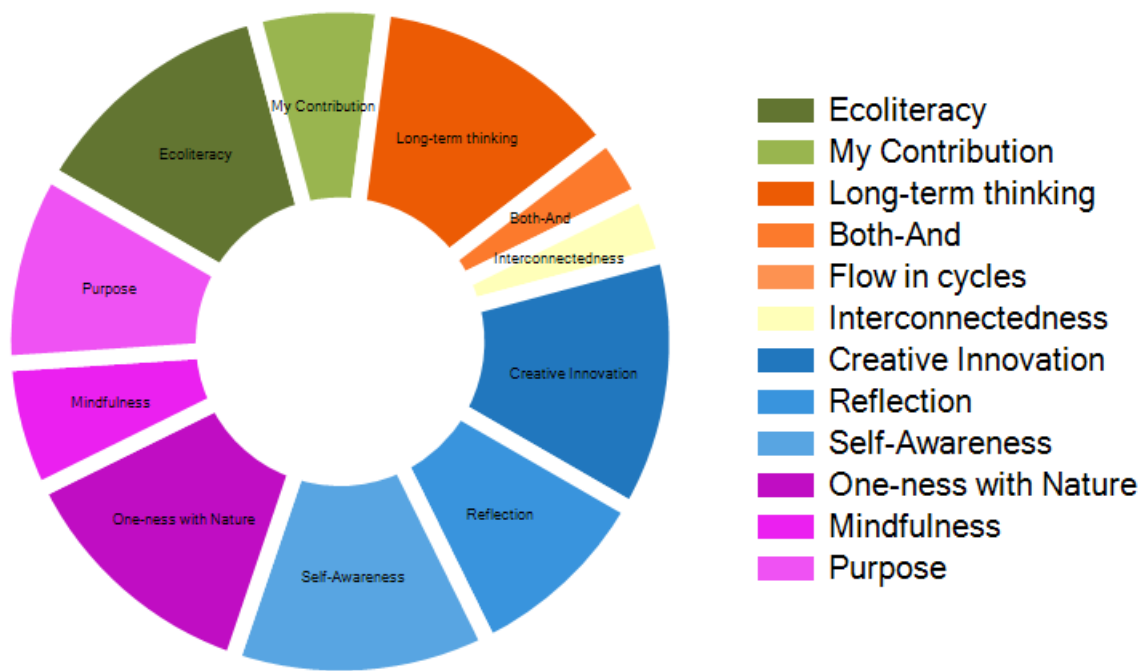 My Contribution
Long-term thinking
Ecoliteracy
Both-And
Interconnectedness
Purpose
Creative Innovation
Mindfulness
Reflection
One-ness with Nature
Self-Awareness
Ecoliteracy
My Contribution
Long-term thinking
Both-And
Flow in cycles
Interconnectedness
Creative Innovation
Reflection
Self-Awareness
One-ness with Nature
Mindfulness
Purpose